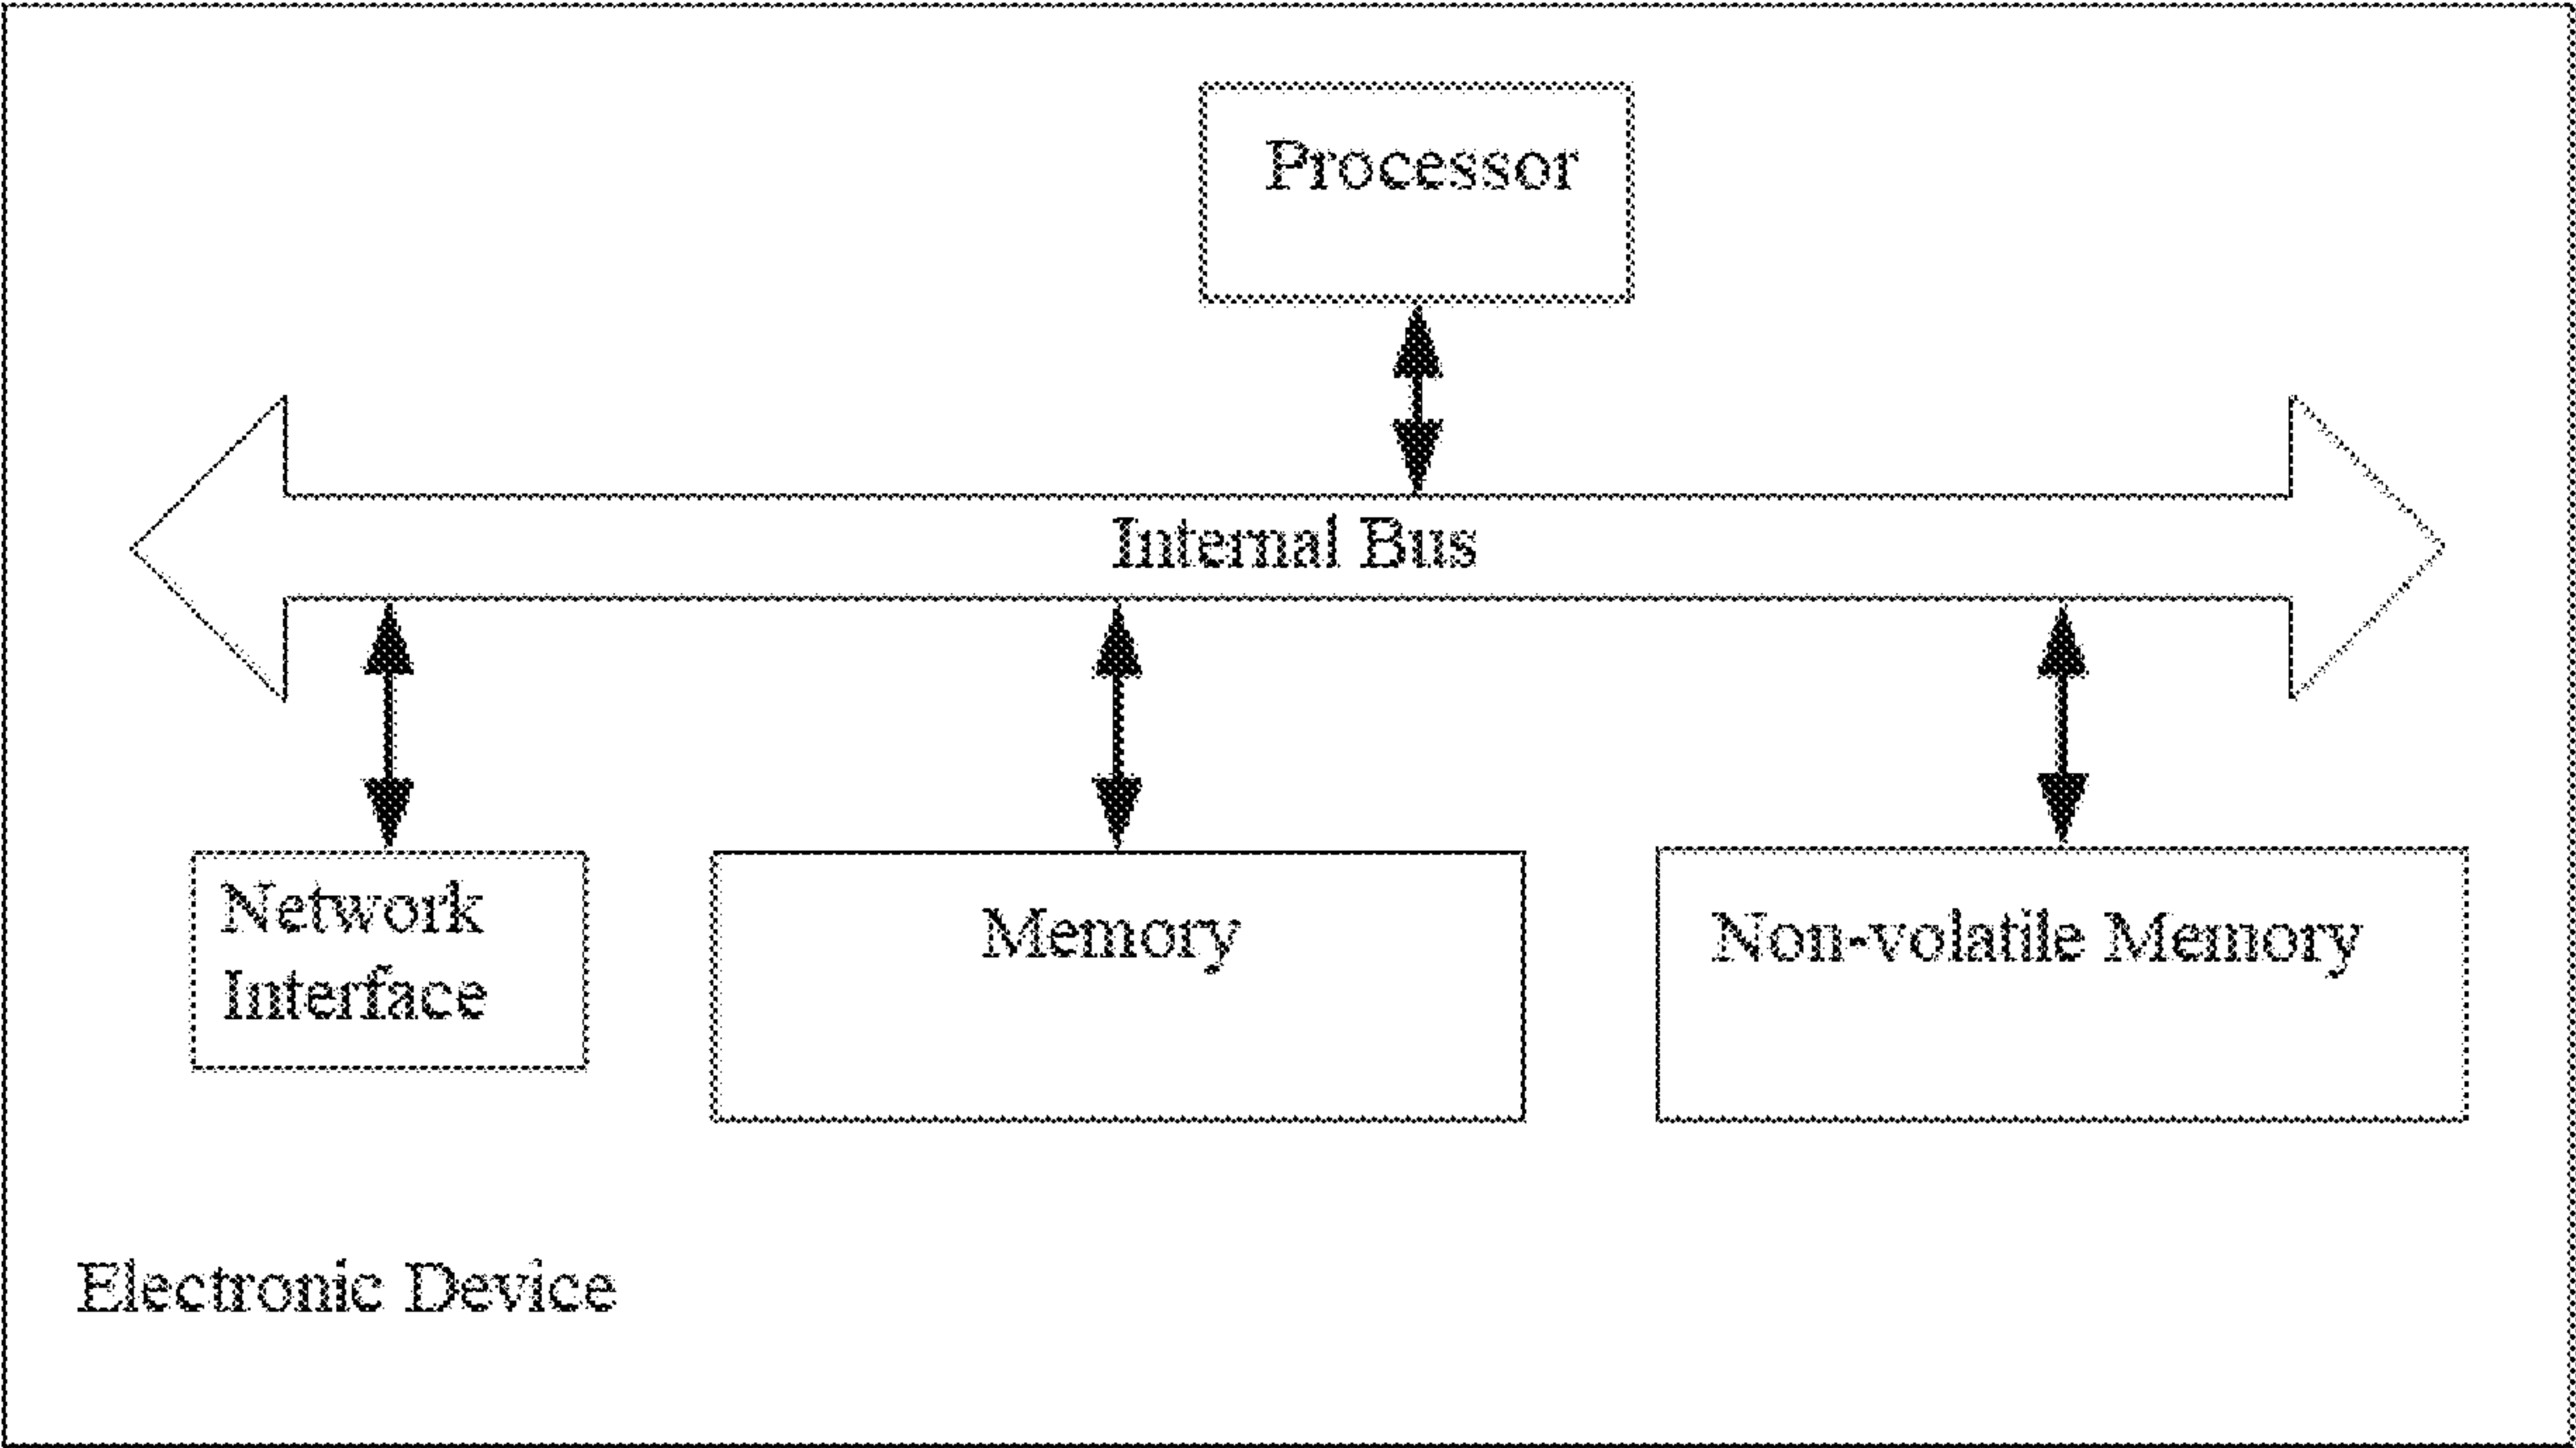 Processor
Internal Bus
Network
Interface
Memory
Non-volatile Memory
Electronic Device